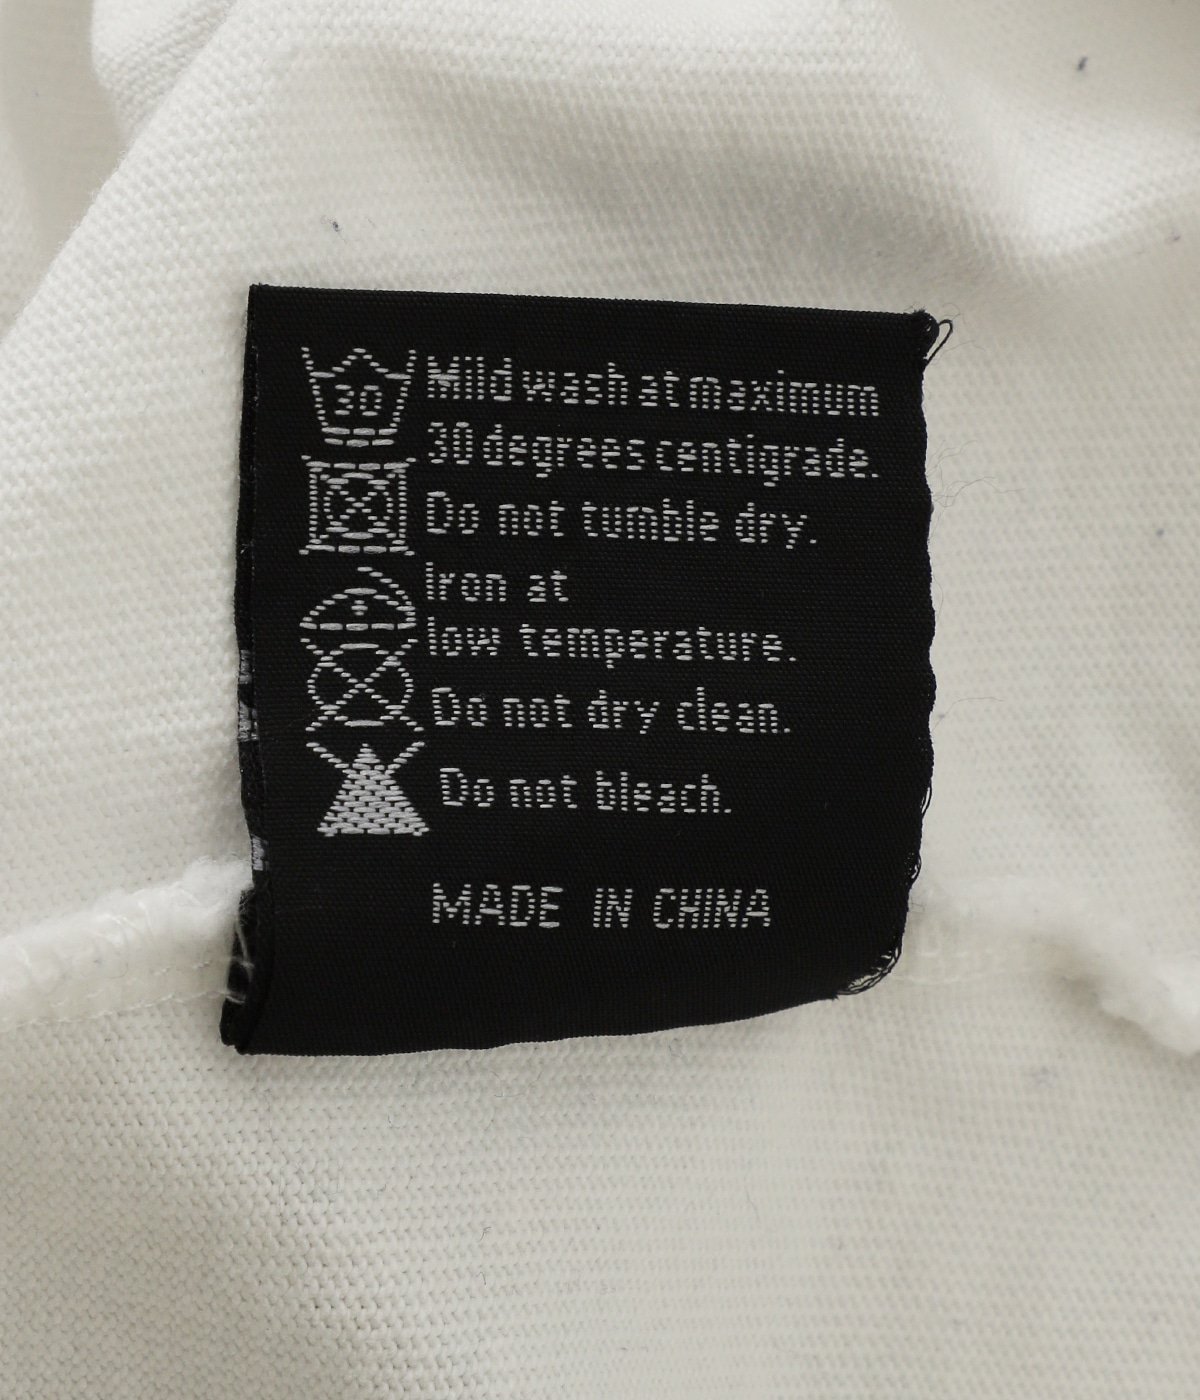 30
Mild wash at maximum
30 degrees centigrade.
Do not tumble dry.
Iron at
low temperature.
Do not dry clean.
Do not bleach.
MADE IN CHINA